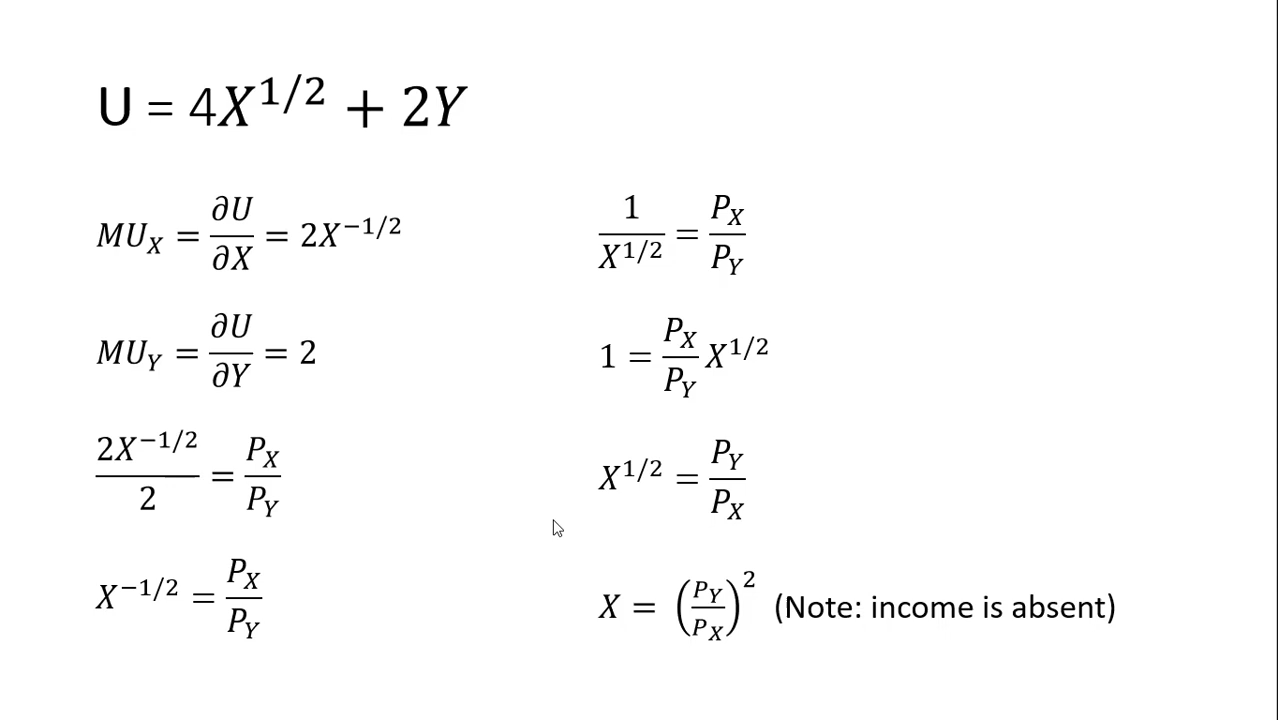 U = 4X^{1/2} + 2Y
MU_X = ∂U/∂X = 2X^{−1/2}
MU_Y = ∂U/∂Y = 2
2X^{−1/2}/2 = P_X/P_Y
X^{−1/2} = P_X/P_Y
1/X^{1/2} = P_X/P_Y
1 = P_X/P_Y X^{1/2}
X^{1/2} = P_Y/P_X
X = (P_Y/P_X)^2 (Note: income is absent)